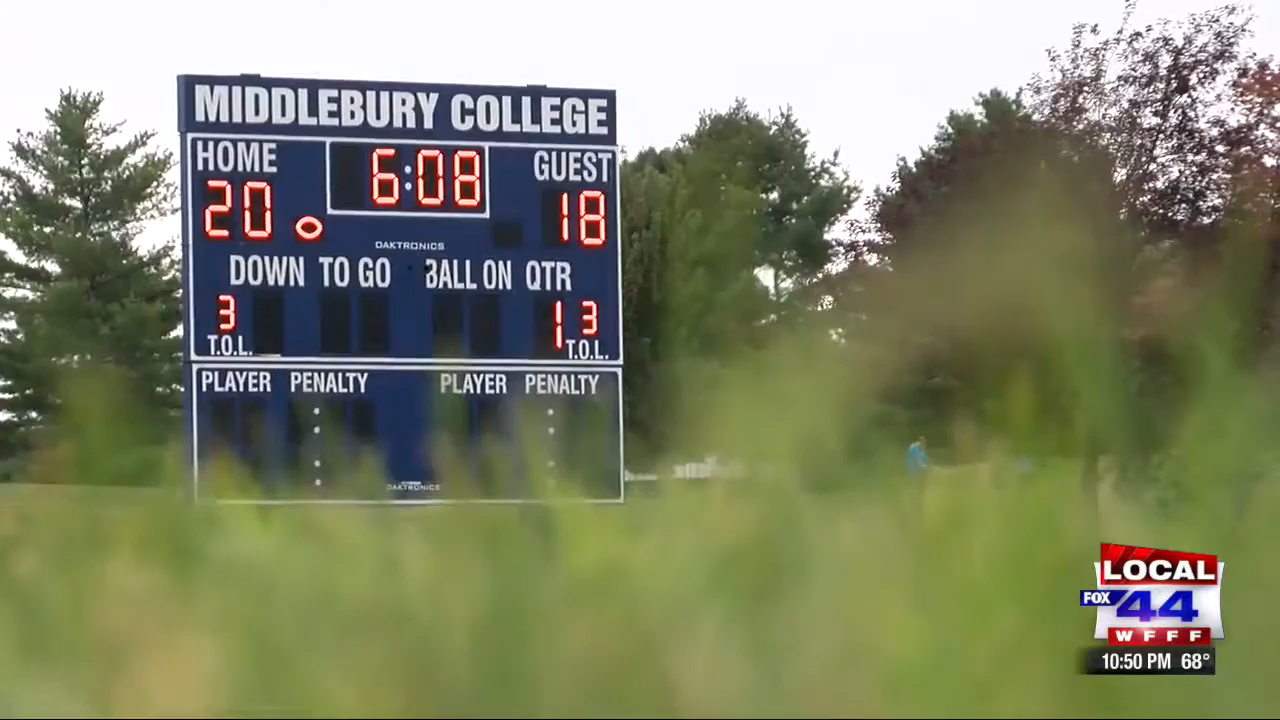 MIDDLEBURY COLLEGE
HOME 6:08 GUEST
20 18
DAKTRONICS
DOWN TO GO BALL ON QTR
3 1 3
T.O.L. T.O.L.
PLAYER PENALTY PLAYER PENALTY
DAKTRONICS
LOCAL
FOX 44
WFFF
10:50 PM 68°